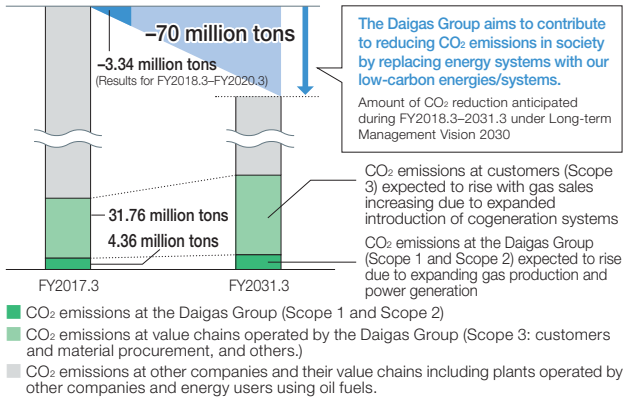 –70 million tons
–3.34 million tons
(Results for FY2018.3–FY2020.3)
The Daigas Group aims to contribute
to reducing CO2 emissions in society
by replacing energy systems with our
low-carbon energies/systems.
Amount of CO2 reduction anticipated
during FY2018.3–2031.3 under Long-term
Management Vision 2030
31.76 million tons
4.36 million tons
CO2 emissions at customers (Scope
3) expected to rise with gas sales
increasing due to expanded
introduction of cogeneration systems
CO2 emissions at the Daigas Group
(Scope 1 and Scope 2) expected to rise
due to expanding gas production and
power generation
FY2017.3
FY2031.3
CO2 emissions at the Daigas Group (Scope 1 and Scope 2)
CO2 emissions at value chains operated by the Daigas Group (Scope 3: customers
and material procurement, and others.)
CO2 emissions at other companies and their value chains including plants operated by
other companies and energy users using oil fuels.